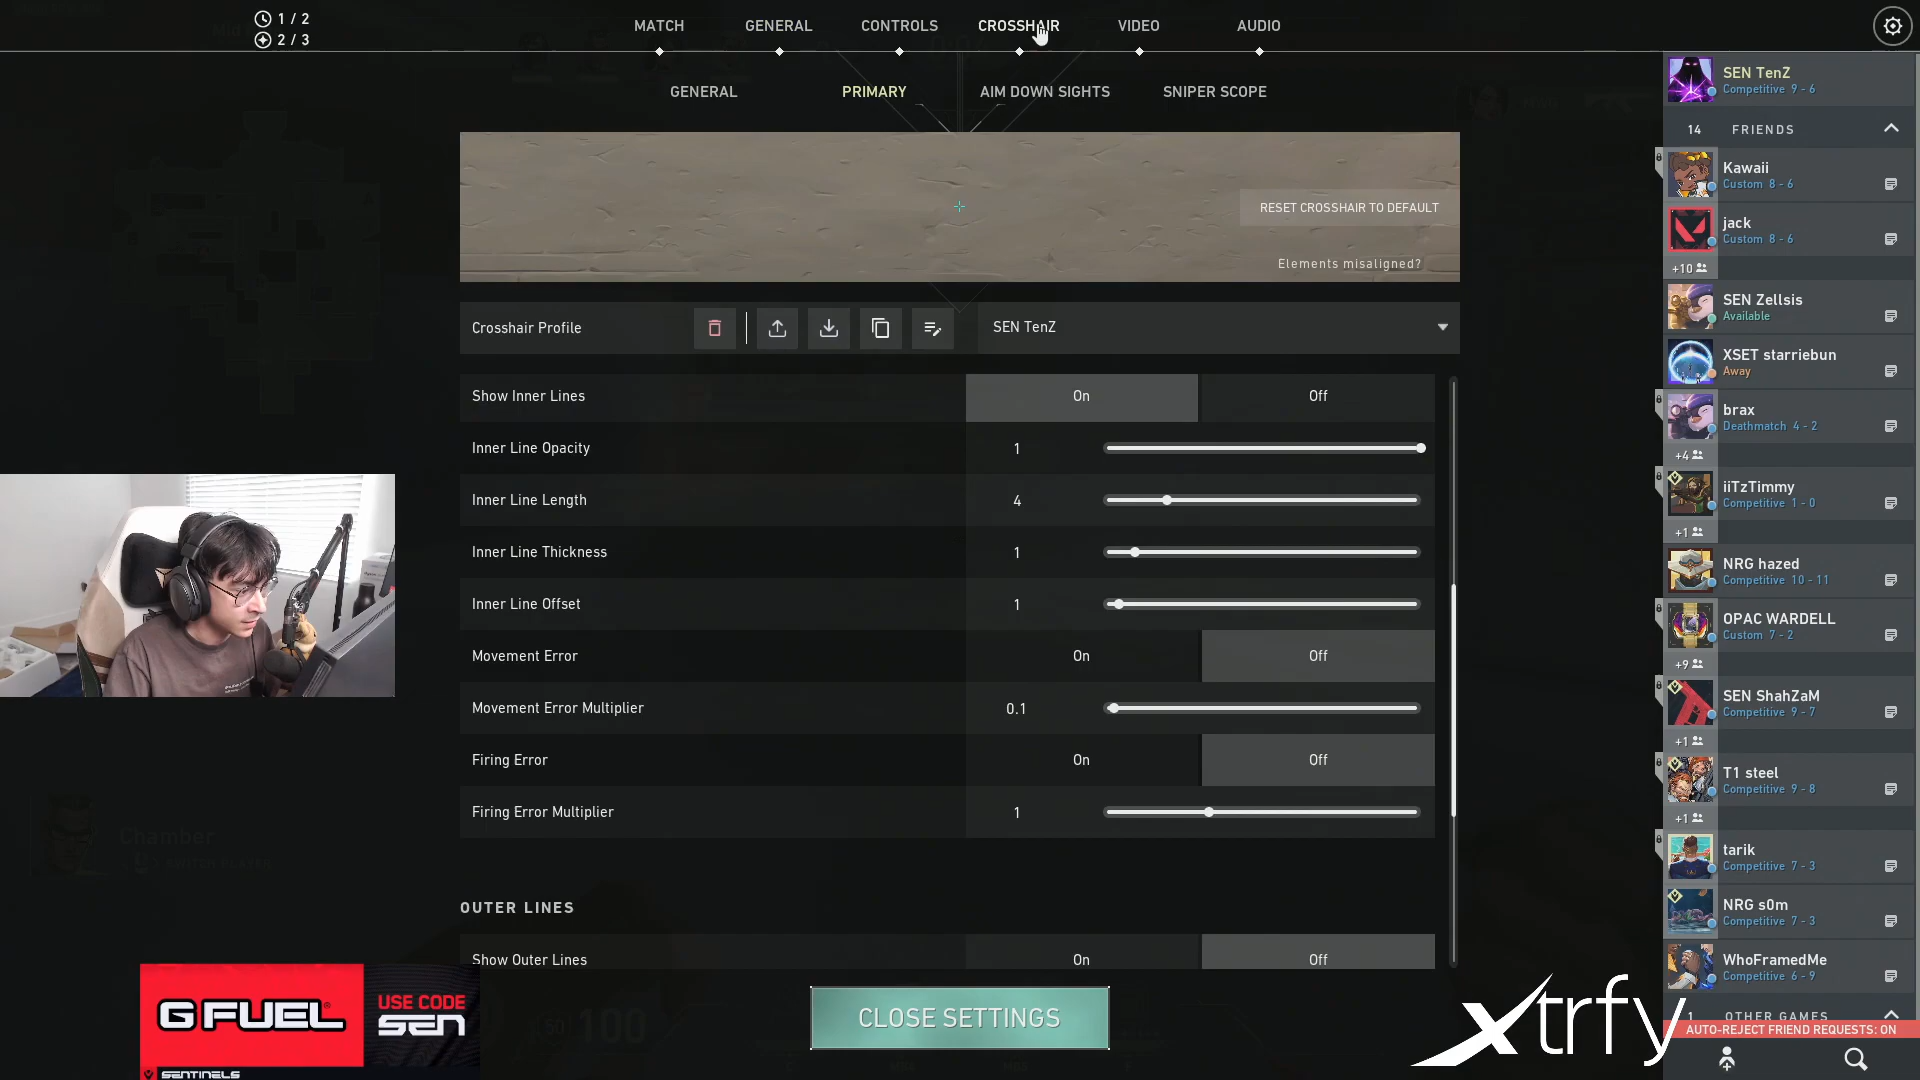 1 / 2
2 / 3
MATCH
GENERAL
CONTROLS
CROSSHAIR
VIDEO
AUDIO
GENERAL
PRIMARY
AIM DOWN SIGHTS
SNIPER SCOPE
RESET CROSSHAIR TO DEFAULT
Elements misaligned?
Crosshair Profile
SEN TenZ
Show Inner Lines
On
Off
Inner Line Opacity
1
Inner Line Length
4
Inner Line Thickness
1
Inner Line Offset
1
Movement Error
On
Off
Movement Error Multiplier
0.1
Firing Error
On
Off
Firing Error Multiplier
1
OUTER LINES
Show Outer Lines
On
Off
CLOSE SETTINGS
Chamber
SWITCH PLAYER
100
G FUEL
USE CODE
SEN
SENTINELS
xtrfy
SEN TenZ
Competitive 9 - 6
14 FRIENDS
Kawaii
Custom 8 - 6
jack
Custom 8 - 6
+10
SEN Zellsis
Available
XSET starriebun
Away
brax
Deathmatch 4 - 2
+4
iiTzTimmy
Competitive 1 - 0
+1
NRG hazed
Competitive 10 - 11
OPAC WARDELL
Custom 7 - 2
+9
SEN ShahZaM
Competitive 9 - 7
+1
T1 steel
Competitive 9 - 8
+1
tarik
Competitive 7 - 3
NRG s0m
Competitive 7 - 3
WhoFramedMe
Competitive 6 - 9
1 OTHER GAMES
AUTO-REJECT FRIEND REQUESTS: ON